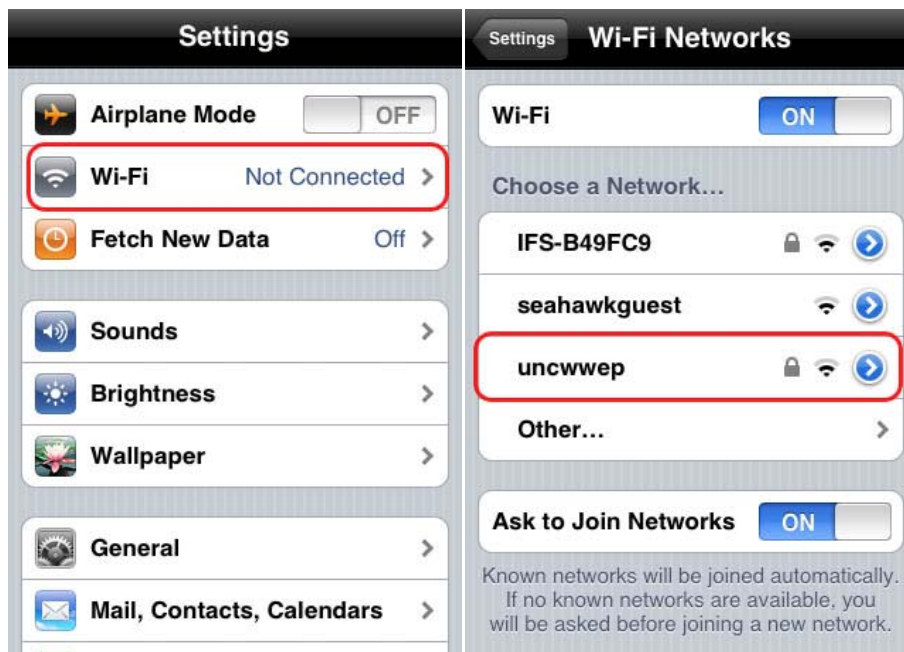 Settings
Airplane Mode OFF
Wi-Fi Not Connected
Fetch New Data Off
Sounds
Brightness
Wallpaper
General
Mail, Contacts, Calendars
Settings Wi-Fi Networks
Wi-Fi ON
Choose a Network...
IFS-B49FC9
seahawkguest
uncwwep
Other...
Ask to Join Networks ON
Known networks will be joined automatically.
If no known networks are available, you
will be asked before joining a new network.